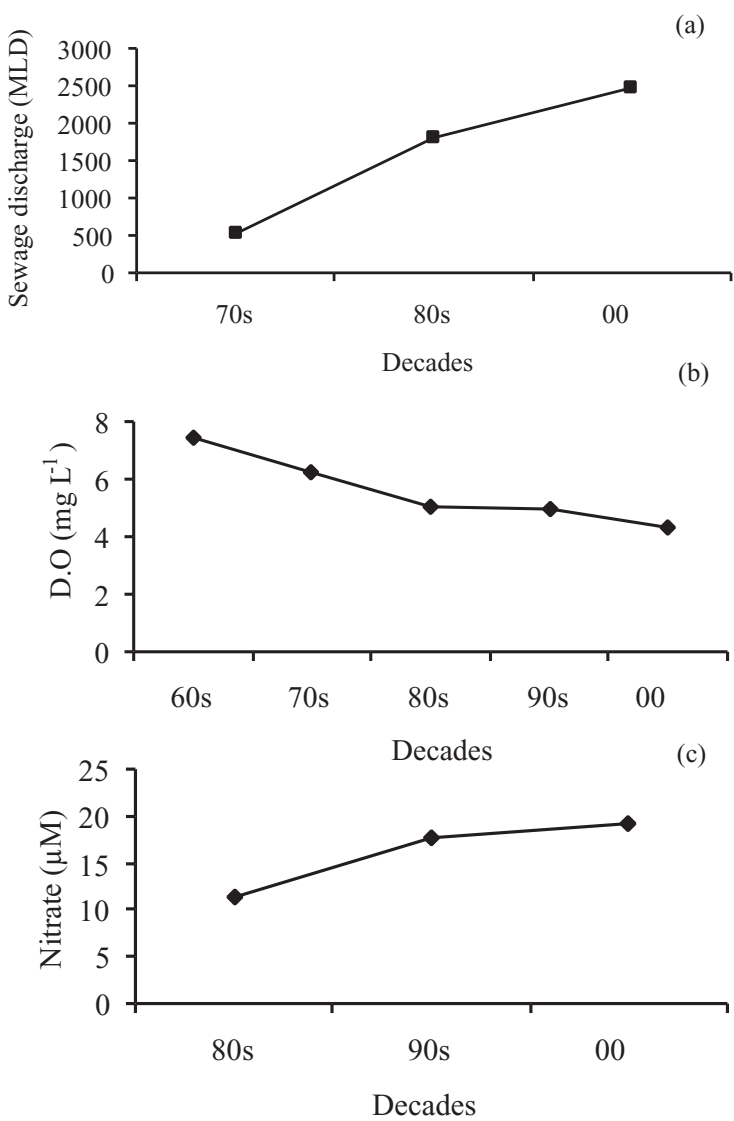 (a)
Sewage discharge (MLD)
3000
2500
2000
1500
1000
500
0
70s 80s 00
Decades
(b)
D.O (mg L-1)
8
6
4
2
0
60s 70s 80s 90s 00
Decades
(c)
Nitrate (µM)
25
20
15
10
5
0
80s 90s 00
Decades